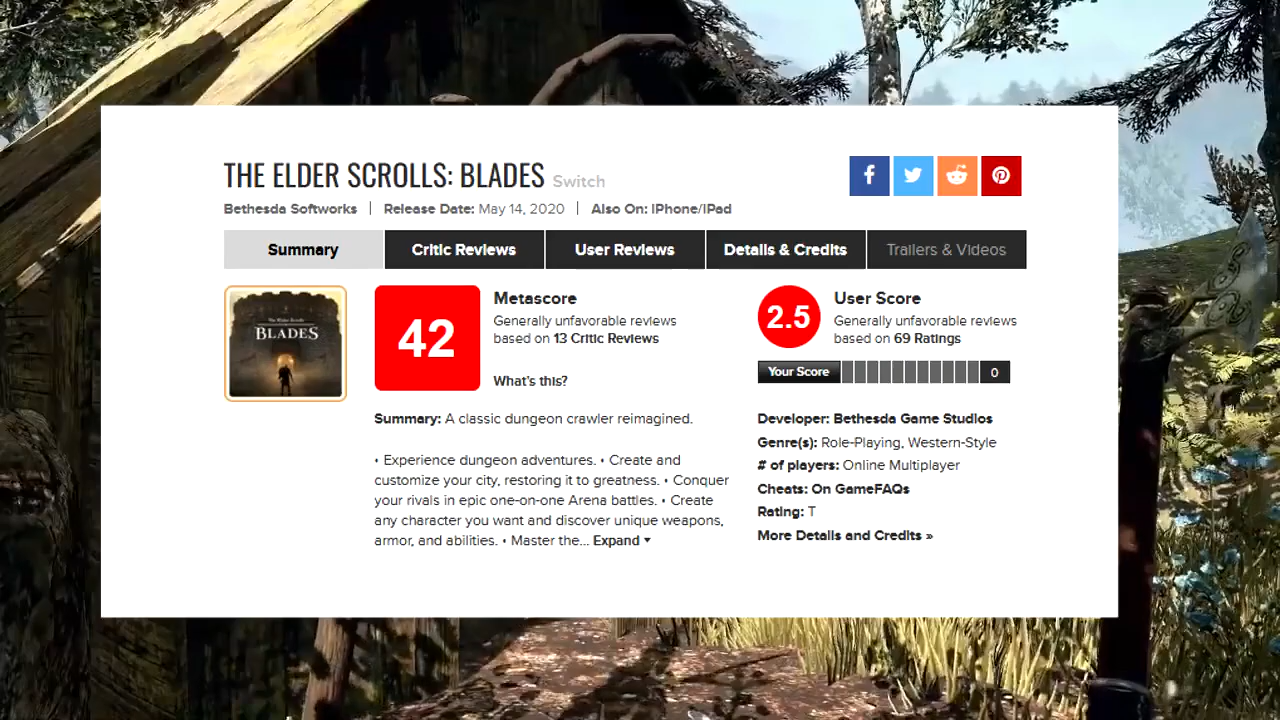 THE ELDER SCROLLS: BLADES Switch
Bethesda Softworks | Release Date: May 14, 2020 | Also On: iPhone/iPad
Summary Critic Reviews User Reviews Details & Credits Trailers & Videos
The Elder Scrolls
BLADES
42
Metascore
Generally unfavorable reviews
based on 13 Critic Reviews
What's this?
2.5
User Score
Generally unfavorable reviews
based on 69 Ratings
Your Score 0
Summary: A classic dungeon crawler reimagined.
• Experience dungeon adventures. • Create and
customize your city, restoring it to greatness. • Conquer
your rivals in epic one-on-one Arena battles. • Create
any character you want and discover unique weapons,
armor, and abilities. • Master the... Expand ▾
Developer: Bethesda Game Studios
Genre(s): Role-Playing, Western-Style
# of players: Online Multiplayer
Cheats: On GameFAQs
Rating: T
More Details and Credits »